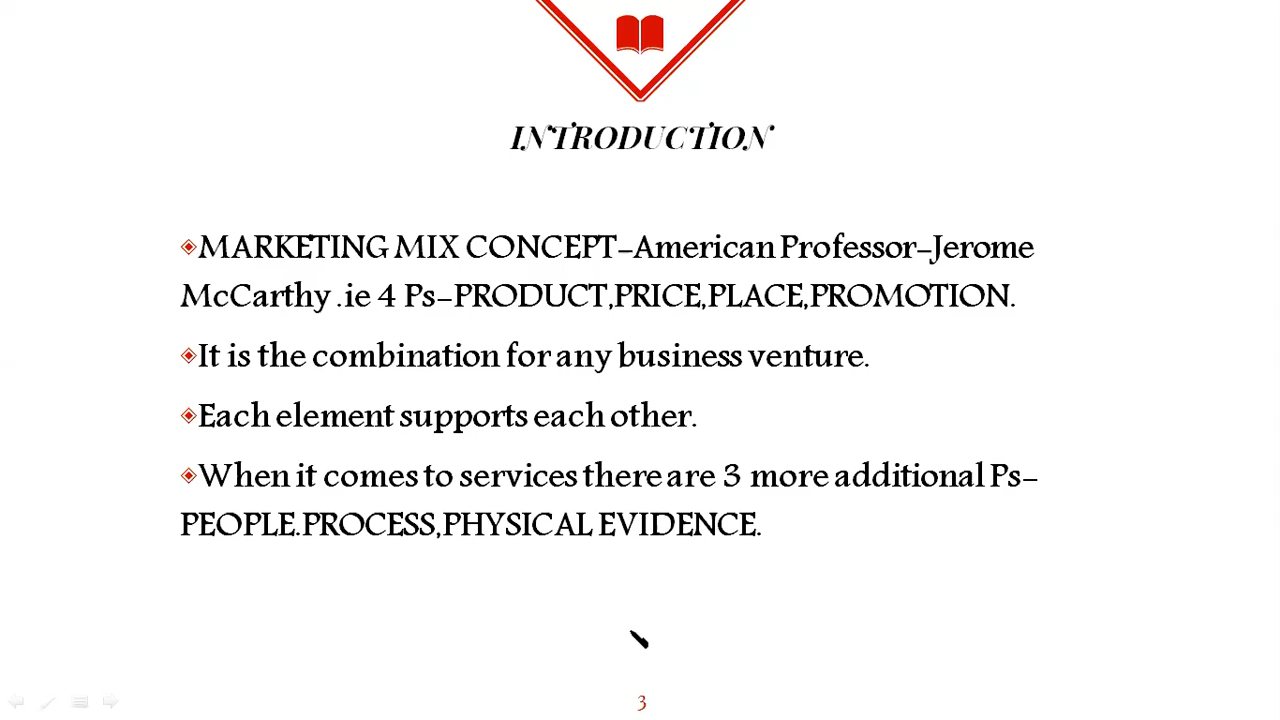 INTRODUCTION
MARKETING MIX CONCEPT-American Professor-Jerome
McCarthy .ie 4 Ps-PRODUCT,PRICE,PLACE,PROMOTION.
It is the combination for any business venture.
Each element supports each other.
When it comes to services there are 3 more additional Ps-
PEOPLE.PROCESS,PHYSICAL EVIDENCE.
3